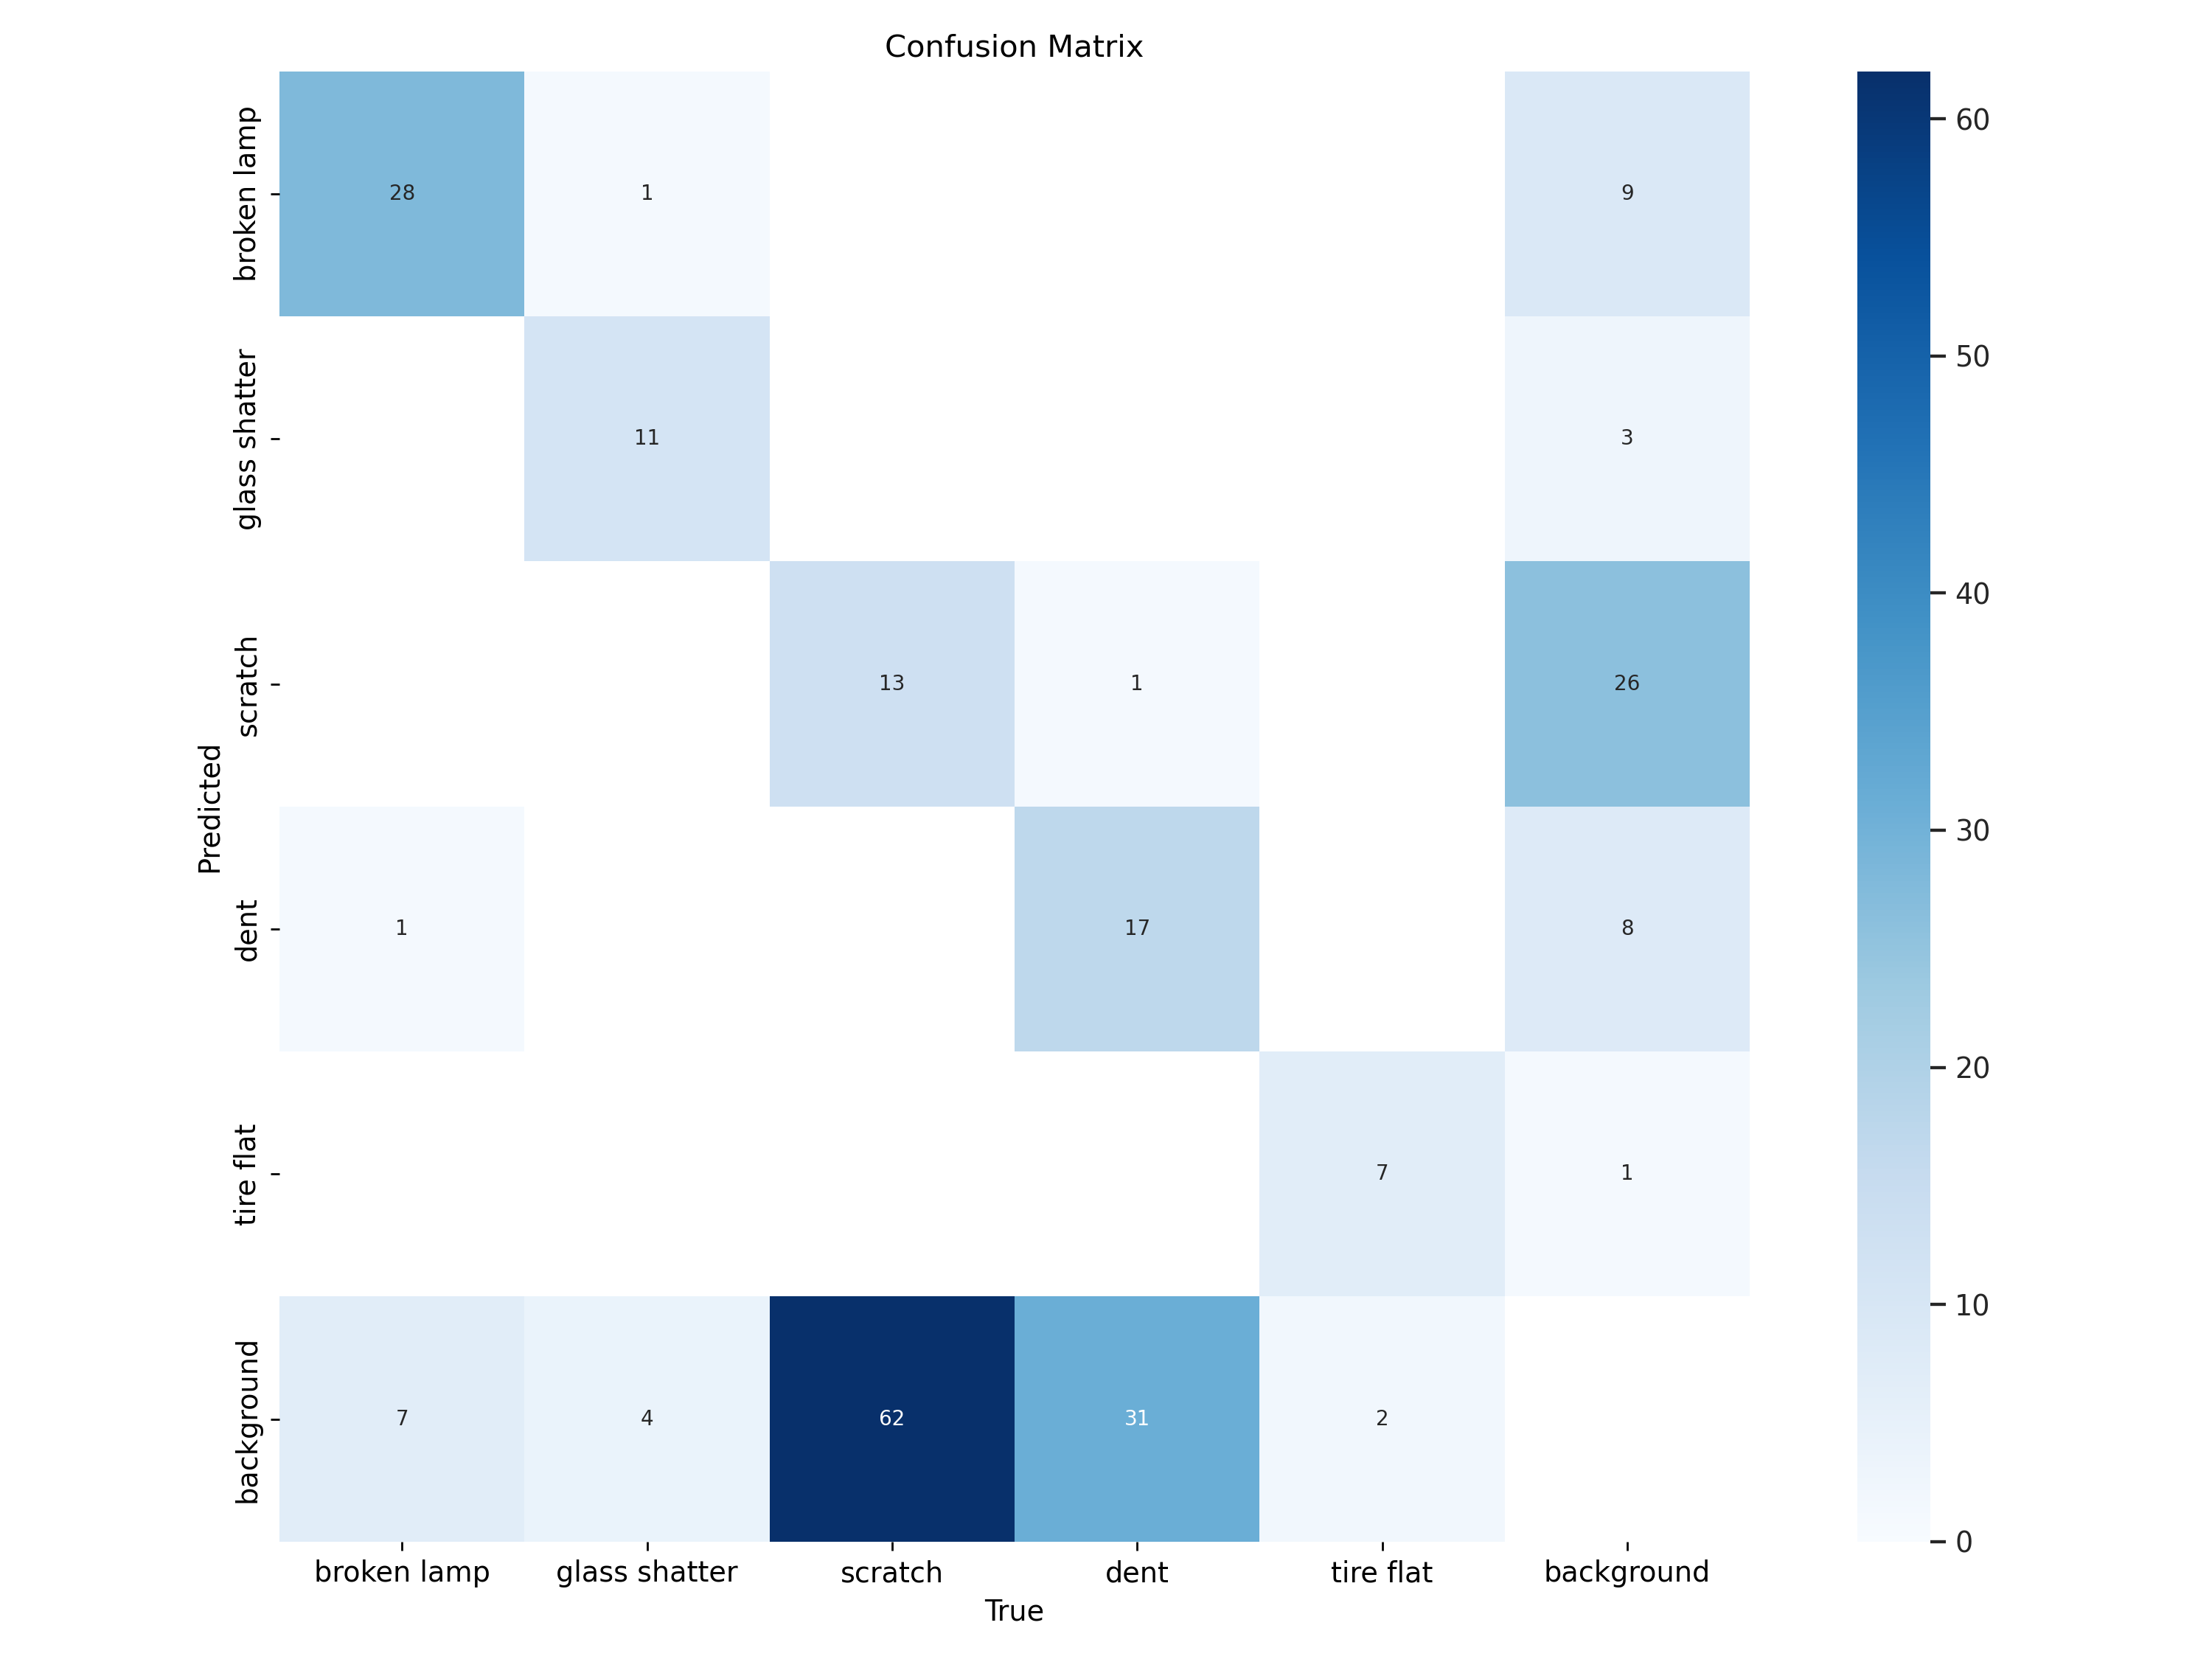 Confusion Matrix
broken lamp
28
1
9
glass shatter
11
3
scratch
13
1
26
dent
1
17
8
tire flat
7
1
background
7
4
62
31
2
Predicted
broken lamp
glass shatter
scratch
dent
tire flat
background
True
60
50
40
30
20
10
0